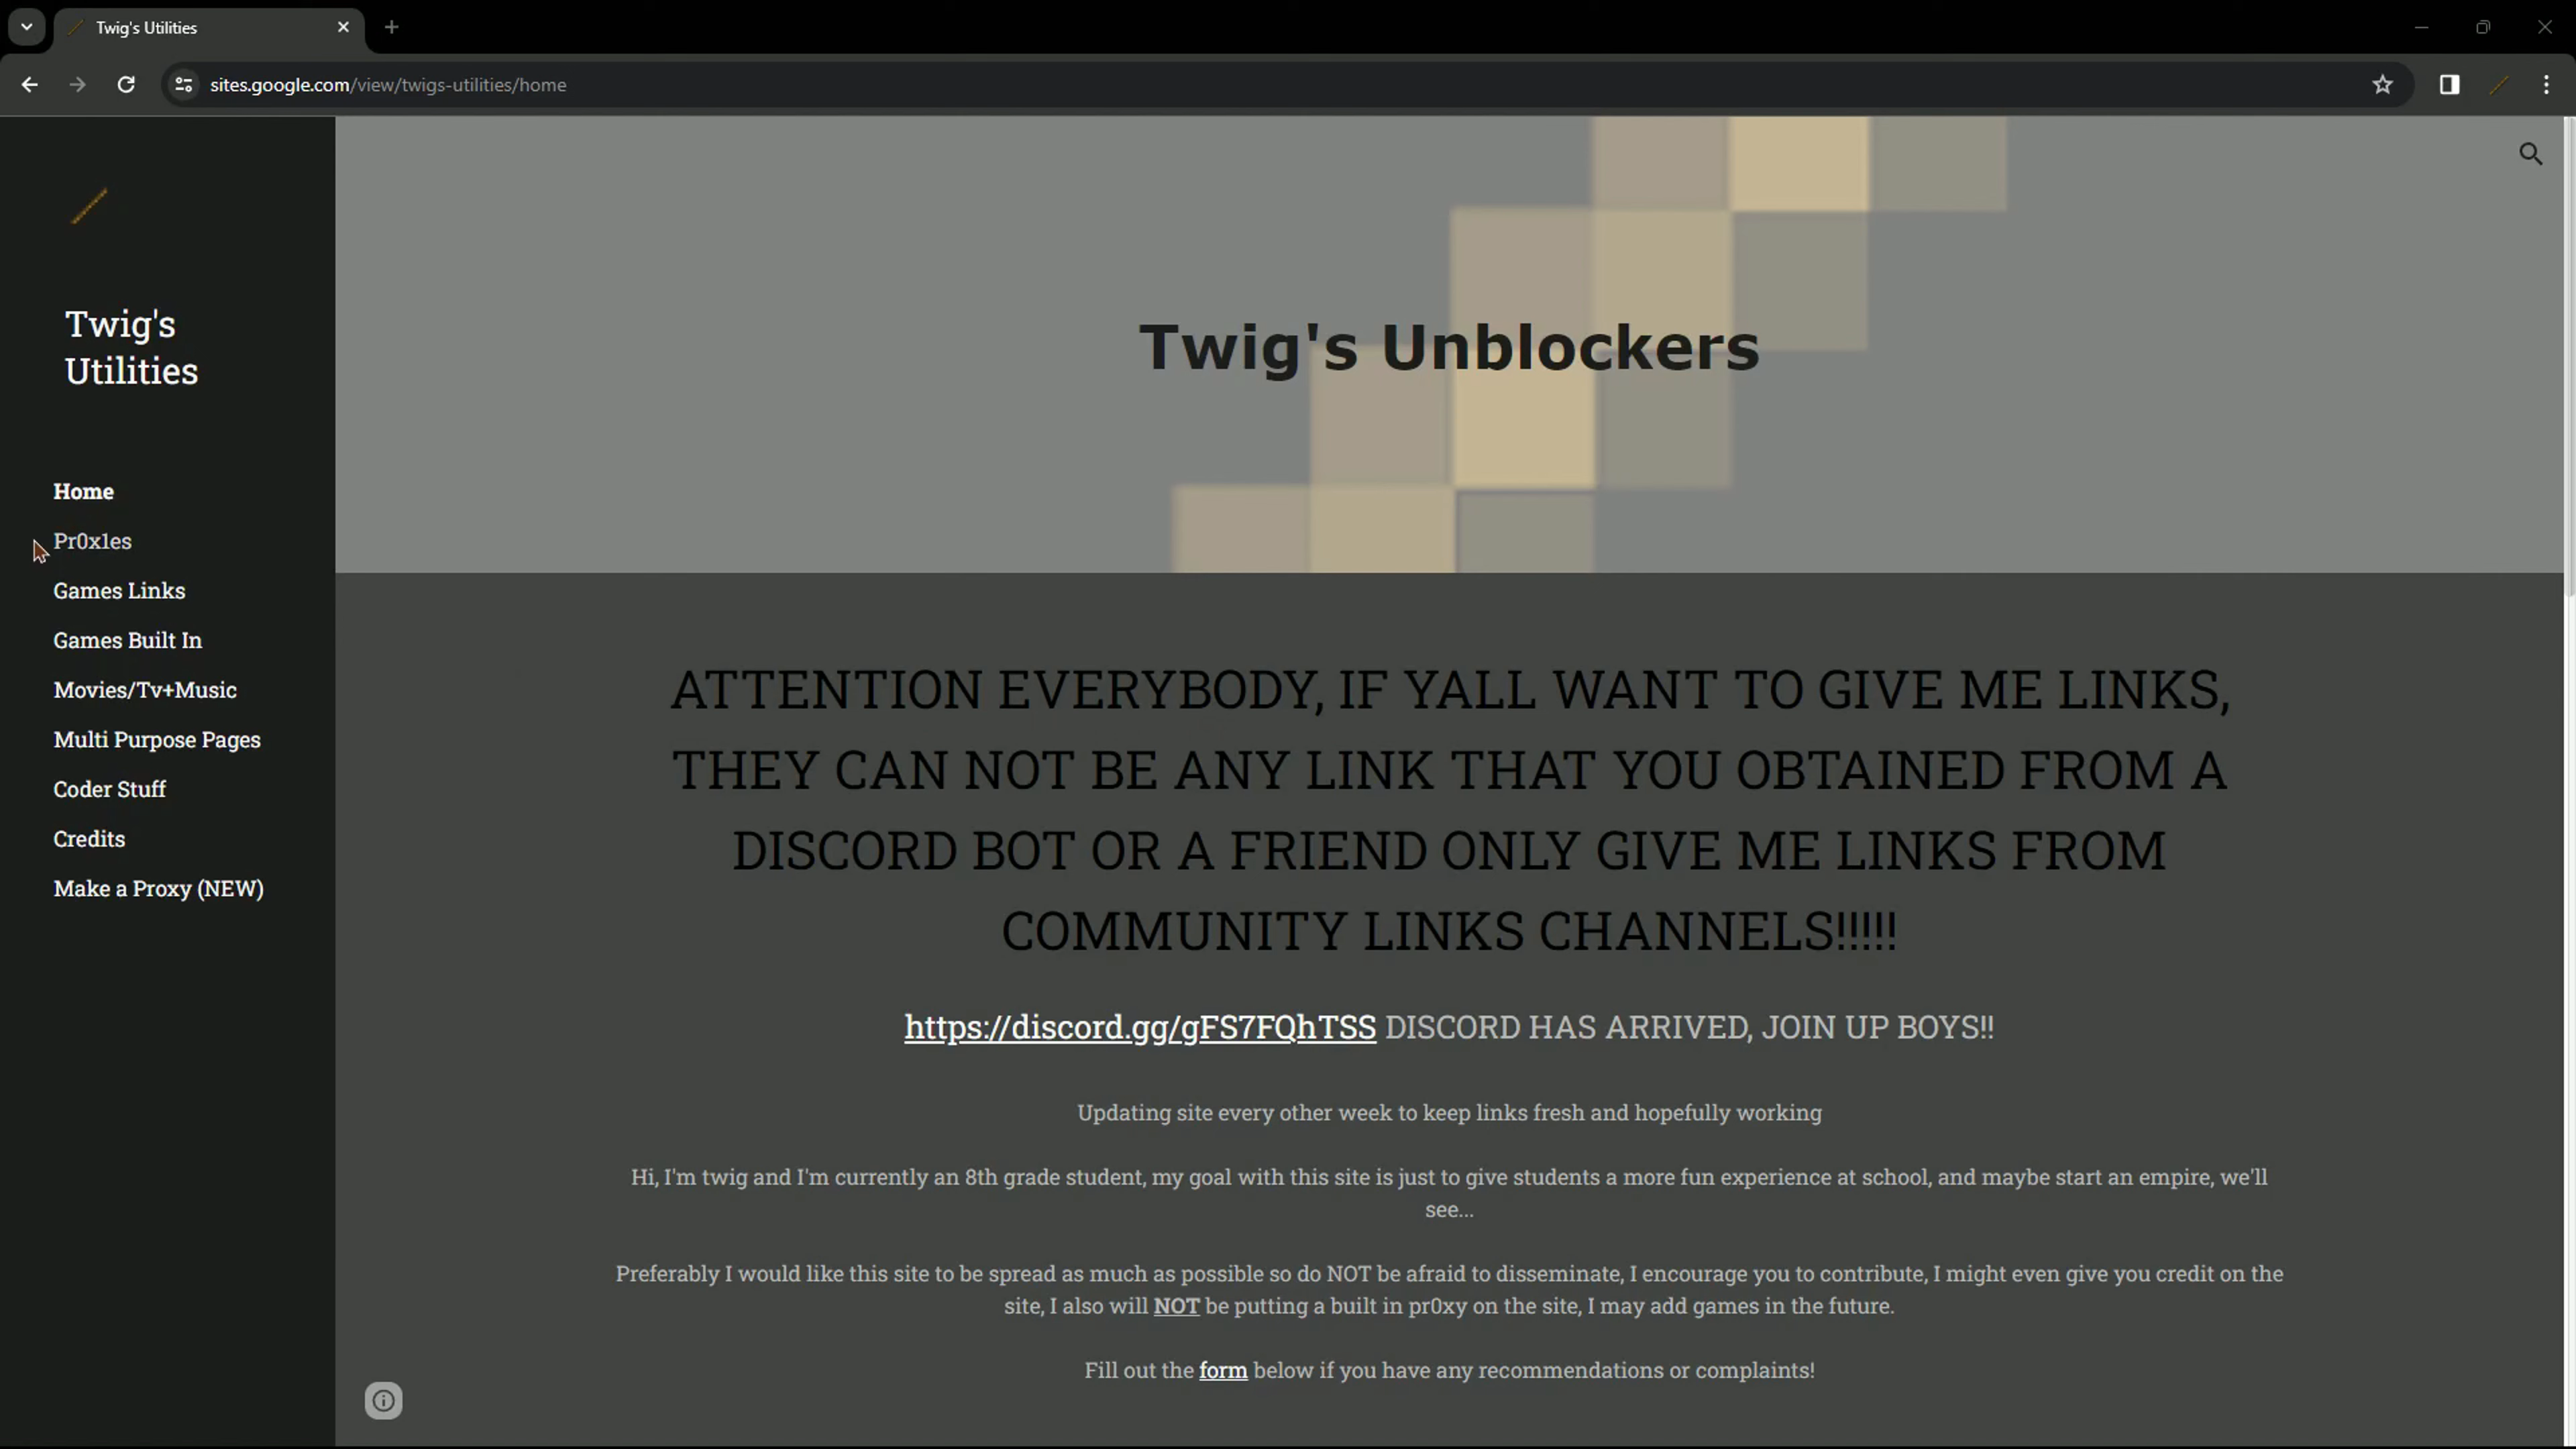 Twig's Utilities
sites.google.com/view/twigs-utilities/home
Twig's
Utilities
Home
Pr0x1es
Games Links
Games Built In
Movies/Tv+Music
Multi Purpose Pages
Coder Stuff
Credits
Make a Proxy (NEW)
Twig's Unblockers
ATTENTION EVERYBODY, IF YALL WANT TO GIVE ME LINKS,
THEY CAN NOT BE ANY LINK THAT YOU OBTAINED FROM A
DISCORD BOT OR A FRIEND ONLY GIVE ME LINKS FROM
COMMUNITY LINKS CHANNELS!!!!!
https://discord.gg/gFS7FQhTSS DISCORD HAS ARRIVED, JOIN UP BOYS!!
Updating site every other week to keep links fresh and hopefully working
Hi, I'm twig and I'm currently an 8th grade student, my goal with this site is just to give students a more fun experience at school, and maybe start an empire, we'll
see...
Preferably I would like this site to be spread as much as possible so do NOT be afraid to disseminate, I encourage you to contribute, I might even give you credit on the
site, I also will NOT be putting a built in pr0xy on the site, I may add games in the future.
Fill out the form below if you have any recommendations or complaints!